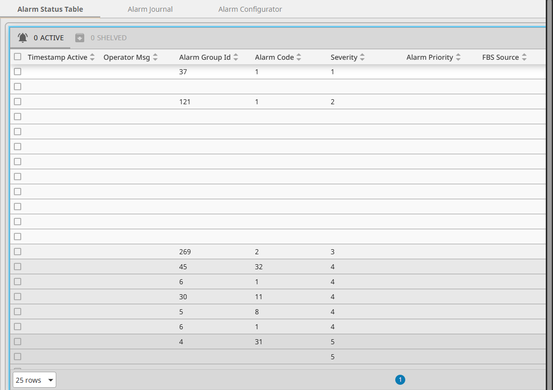 Alarm Status Table Alarm Journal Alarm Configurator
0 ACTIVE 0 SHELVED
Timestamp Active Operator Msg Alarm Group Id Alarm Code Severity Alarm Priority FBS Source
37 1 1
121 1 2
269 2 3
45 32 4
6 1 4
30 11 4
5 8 4
6 1 4
4 31 5
5
25 rows 1